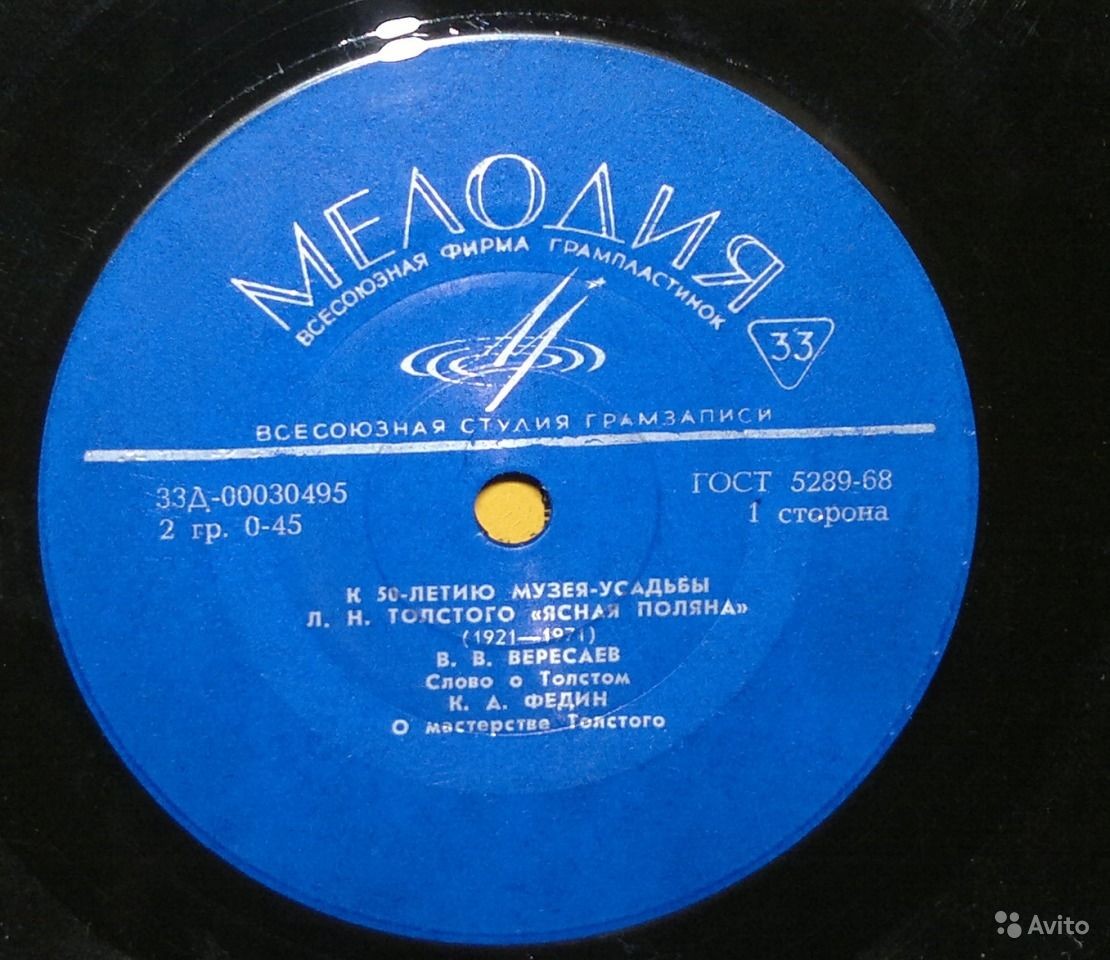 МЕЛОДИЯ
ВСЕСОЮЗНАЯ ФИРМА ГРАМПЛАСТИНОК
33
ВСЕСОЮЗНАЯ СТУДИЯ ГРАМЗАПИСИ
33Д-00030495
ГОСТ 5289-68
2 гр. 0-45
1 сторона
К 50-ЛЕТИЮ МУЗЕЯ-УСАДЬБЫ
Л. Н. ТОЛСТОГО «ЯСНАЯ ПОЛЯНА»
(1921—1971)
В. В. ВЕРЕСАЕВ
Слово о Толстом
К. А. ФЕДИН
О мастерстве Толстого
Avito